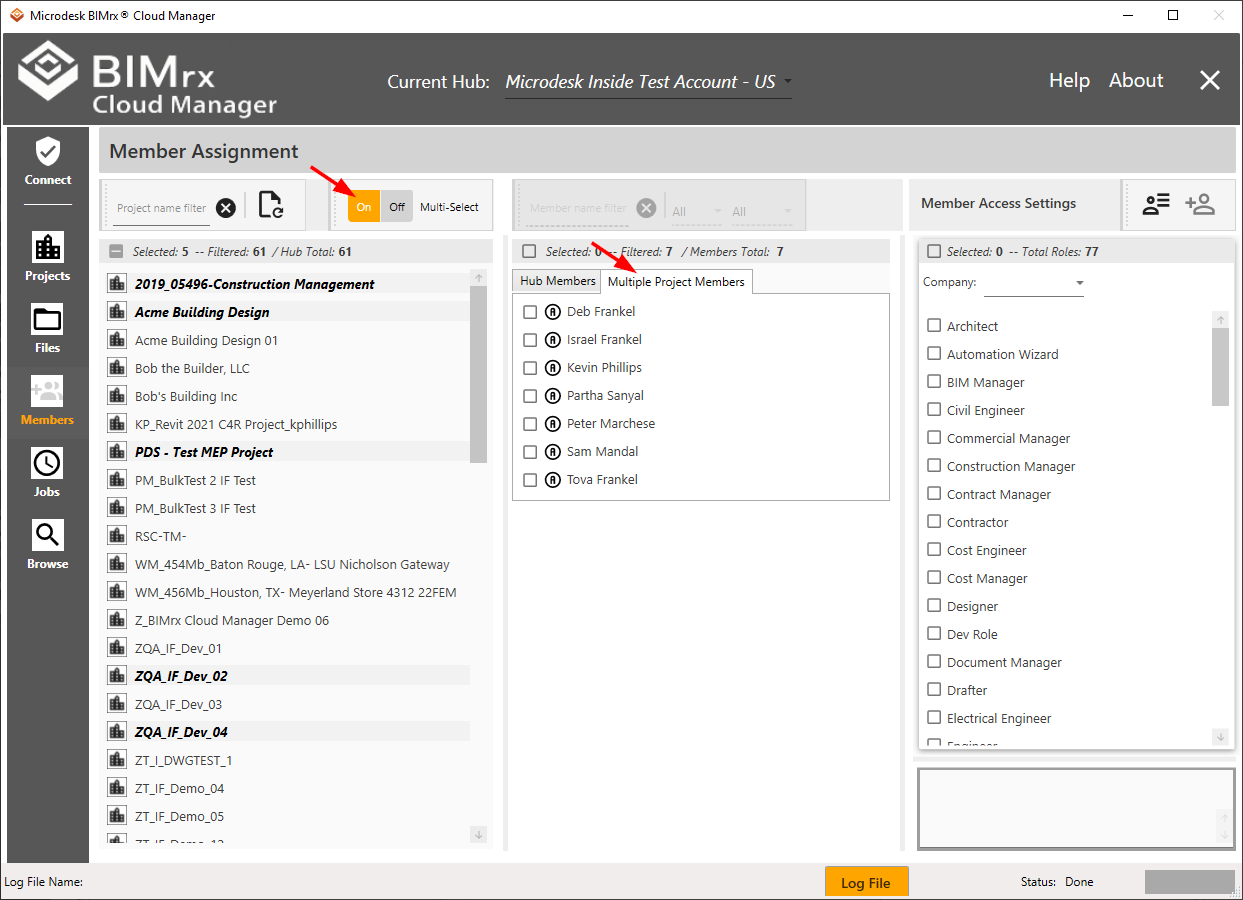 Microdesk BIMrx® Cloud Manager
BIMrx
Cloud Manager
Current Hub: Microdesk Inside Test Account - US
Help About
Connect
Projects
Files
Members
Jobs
Browse
Member Assignment
Project name filter
On Off Multi-Select
Member name filter All All
Member Access Settings
Selected: 5 -- Filtered: 61 / Hub Total: 61
2019_05496-Construction Management
Acme Building Design
Acme Building Design 01
Bob the Builder, LLC
Bob's Building Inc
KP_Revit 2021 C4R Project_kphillips
PDS - Test MEP Project
PM_BulkTest 2 IF Test
PM_BulkTest 3 IF Test
RSC-TM-
WM_454Mb_Baton Rouge, LA- LSU Nicholson Gateway
WM_456Mb_Houston, TX- Meyerland Store 4312 22FEM
Z_BIMrx Cloud Manager Demo 06
ZQA_IF_Dev_01
ZQA_IF_Dev_02
ZQA_IF_Dev_03
ZQA_IF_Dev_04
ZT_I_DWGTEST_1
ZT_IF_Demo_04
ZT_IF_Demo_05
Selected: 0 -- Filtered: 7 / Members Total: 7
Hub Members Multiple Project Members
Deb Frankel
Israel Frankel
Kevin Phillips
Partha Sanyal
Peter Marchese
Sam Mandal
Tova Frankel
Selected: 0 -- Total Roles: 77
Company:
Architect
Automation Wizard
BIM Manager
Civil Engineer
Commercial Manager
Construction Manager
Contract Manager
Contractor
Cost Engineer
Cost Manager
Designer
Dev Role
Document Manager
Drafter
Electrical Engineer
Engineer
Log File Name:
Log File
Status: Done